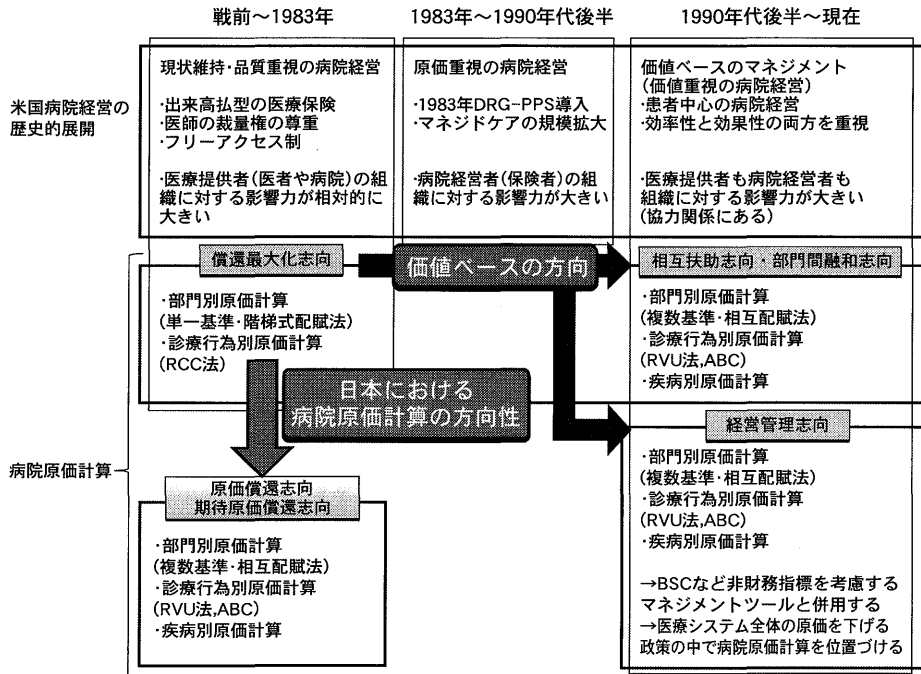 戦前～1983年
1983年～1990年代後半
1990年代後半～現在
米国病院経営の
歴史的展開
現状維持・品質重視の病院経営
・出来高払型の医療保険
・医師の裁量権の尊重
・フリーアクセス制
・医療提供者(医者や病院)の組
織に対する影響力が相対的に
大きい
原価重視の病院経営
・1983年DRG-PPS導入
・マネジドケアの規模拡大
・病院経営者(保険者)の組
織に対する影響力が大きい
価値ベースのマネジメント
(価値重視の病院経営)
・患者中心の病院経営
・効率性と効果性の両方を重視
・医療提供者も病院経営者も
組織に対する影響力が大きい
(協力関係にある)
病院原価計算
償還最大化志向
・部門別原価計算
(単一基準・階梯式配賦法)
・診療行為別原価計算
(RCC法)
価値ベースの方向
相互扶助志向・部門間融和志向
・部門別原価計算
(複数基準・相互配賦法)
・診療行為別原価計算
(RVU法,ABC)
・疾病別原価計算
日本における
病院原価計算の方向性
原価償還志向
期待原価償還志向
・部門別原価計算
(複数基準・相互配賦法)
・診療行為別原価計算
(RVU法,ABC)
・疾病別原価計算
経営管理志向
・部門別原価計算
(複数基準・相互配賦法)
・診療行為別原価計算
(RVU法,ABC)
・疾病別原価計算
→BSCなど非財務指標を考慮する
マネジメントツールと併用する
→医療システム全体の原価を下げる
政策の中で病院原価計算を位置づける